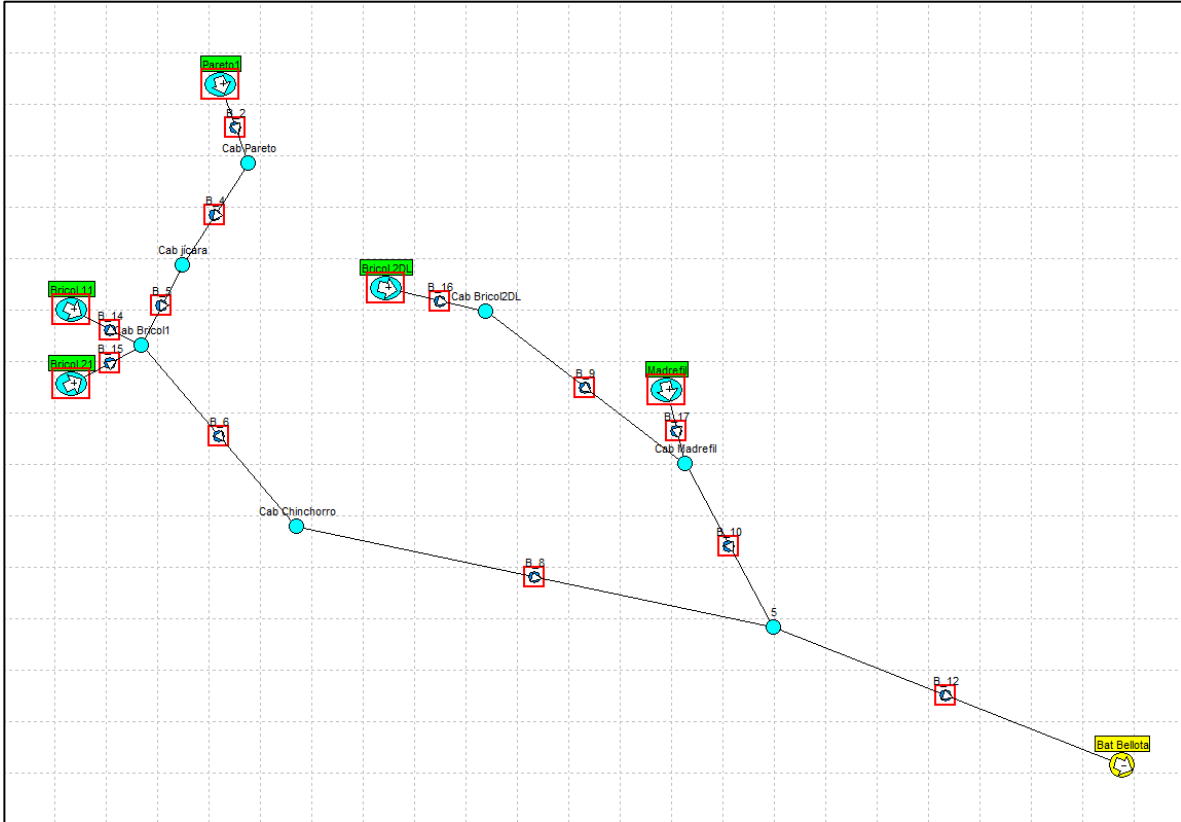 Pareto1
B_2
Cab Pareto
B_4
Cab jícara
Bricol.2DL
Bricol.11
B_5
B_16
Cab Bricol2DL
B_14
Cab Bricol1
B_15
Bricol.21
Madrefil
B_9
B_17
B_6
Cab Madrefil
Cab Chinchorro
B_10
B_8
5
B_12
Bat Bellota